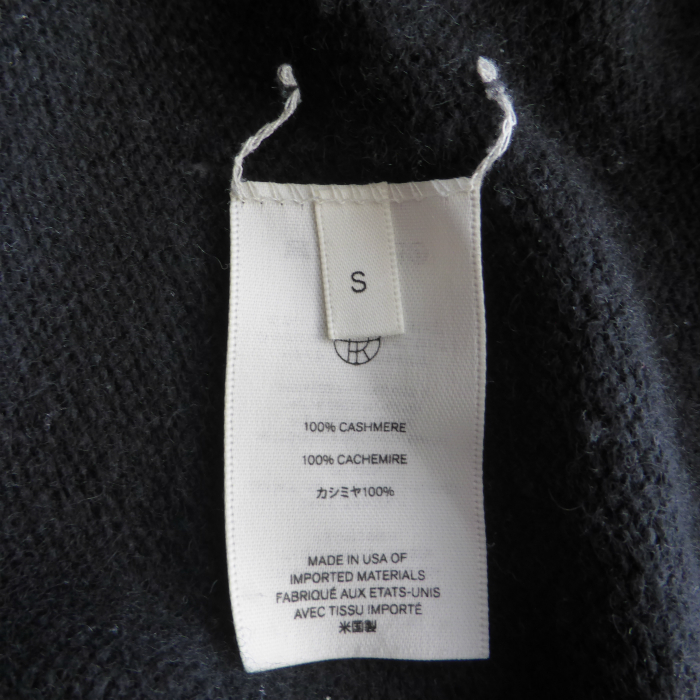 S
100% CASHMERE
100% CACHEMIRE
カシミヤ100%
MADE IN USA OF
IMPORTED MATERIALS
FABRIQUÉ AUX ETATS-UNIS
AVEC TISSU IMPORTÉ
米国製